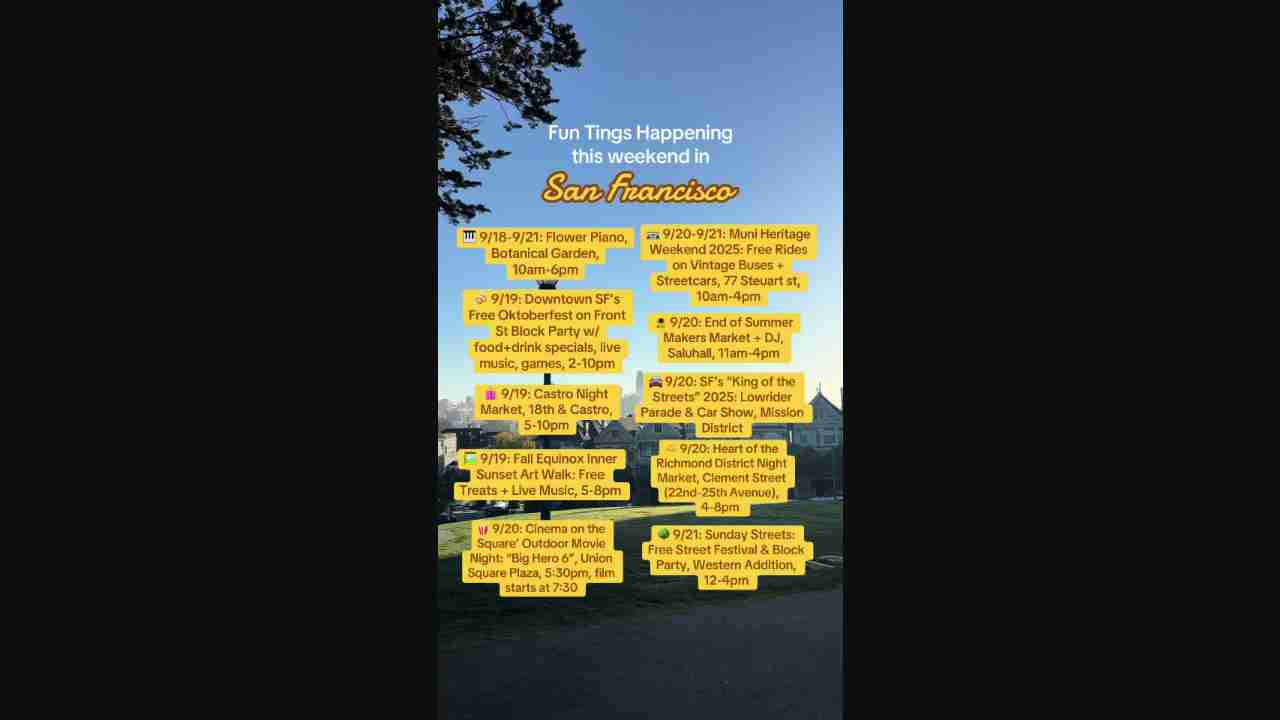 Fun Tings Happening
this weekend in
San Francisco
🎹 9/18-9/21: Flower Piano,
Botanical Garden,
10am-6pm
🥨 9/19: Downtown SF's
Free Oktoberfest on Front
St Block Party w/
food+drink specials, live
music, games, 2-10pm
🛍️ 9/19: Castro Night
Market, 18th & Castro,
5-10pm
🖼️ 9/19: Fall Equinox Inner
Sunset Art Walk: Free
Treats + Live Music, 5-8pm
🍿 9/20: Cinema on the
Square' Outdoor Movie
Night: "Big Hero 6", Union
Square Plaza, 5:30pm, film
starts at 7:30
🚎 9/20-9/21: Muni Heritage
Weekend 2025: Free Rides
on Vintage Buses +
Streetcars, 77 Steuart st,
10am-4pm
🌻 9/20: End of Summer
Makers Market + DJ,
Saluhall, 11am-4pm
🚘 9/20: SF's "King of the
Streets" 2025: Lowrider
Parade & Car Show, Mission
District
🥟 9/20: Heart of the
Richmond District Night
Market, Clement Street
(22nd-25th Avenue),
4-8pm
🌳 9/21: Sunday Streets:
Free Street Festival & Block
Party, Western Addition,
12-4pm